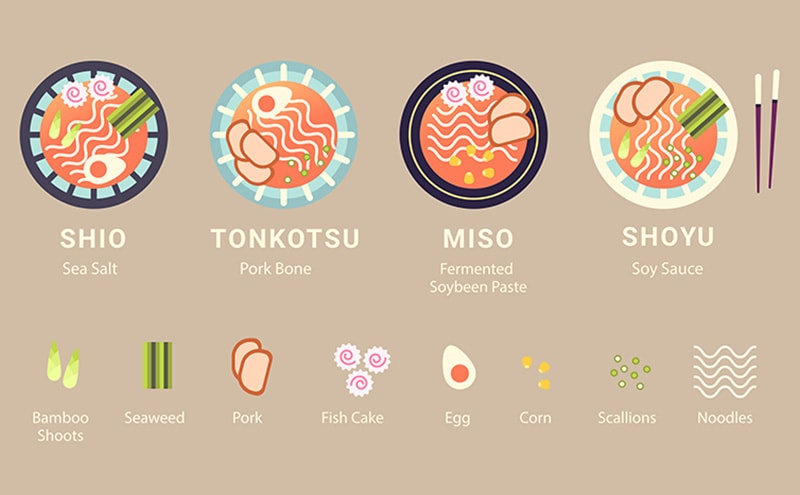 SHIO
Sea Salt
TONKOTSU
Pork Bone
MISO
Fermented
Soybeen Paste
SHOYU
Soy Sauce
Bamboo
Shoots
Seaweed
Pork
Fish Cake
Egg
Corn
Scallions
Noodles